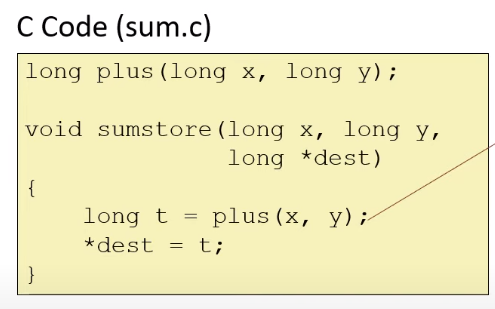 C Code (sum.c)
long plus(long x, long y);
void sumstore(long x, long y,
              long *dest)
{
    long t = plus(x, y);
    *dest = t;
}